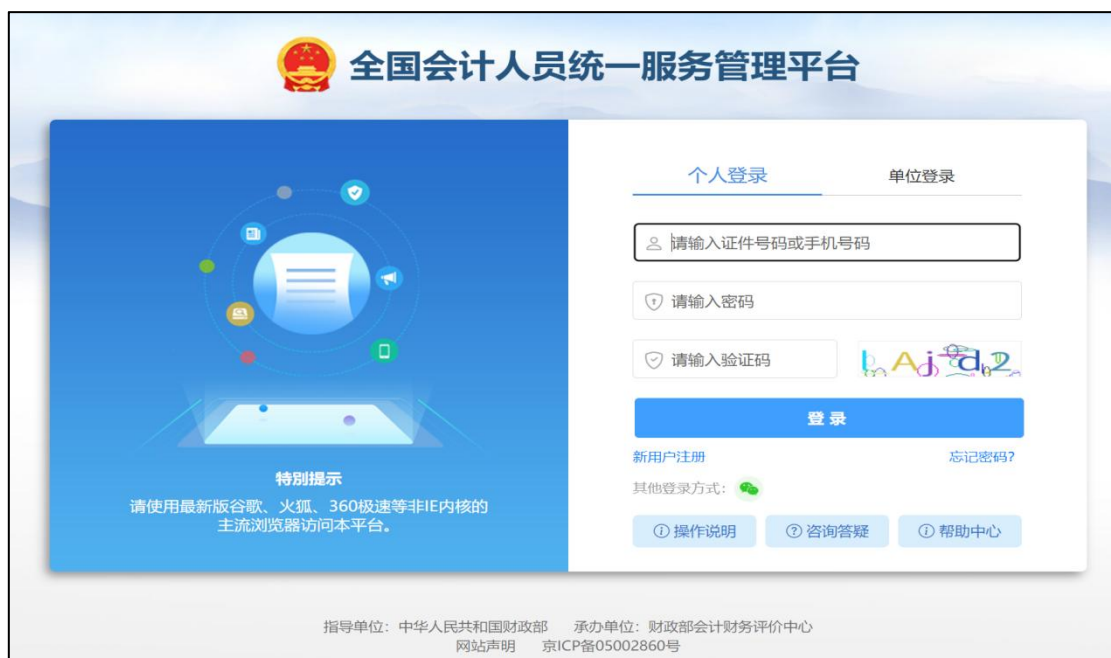 全国会计人员统一服务管理平台
个人登录
单位登录
请输入证件号码或手机号码
请输入密码
请输入验证码
登 录
新用户注册
忘记密码?
其他登录方式:
操作说明
咨询答疑
帮助中心
特别提示
请使用最新版谷歌、火狐、360极速等非IE内核的
主流浏览器访问本平台。
指导单位:中华人民共和国财政部 承办单位:财政部会计财务评价中心
网站声明 京ICP备05002860号